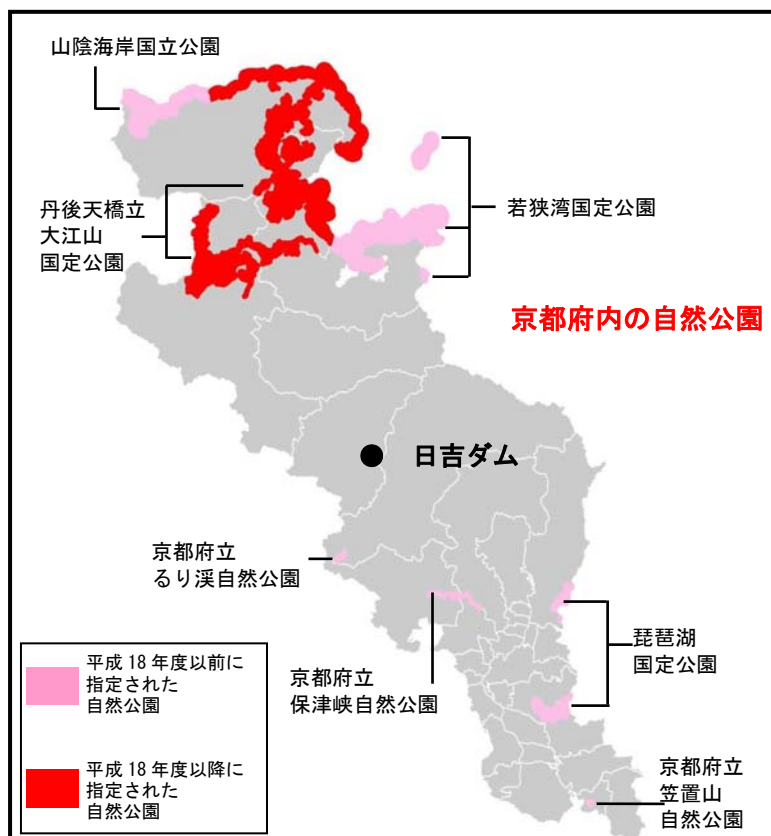 山陰海岸国立公園
丹後天橋立
大江山
国定公園
若狭湾国定公園
京都府内の自然公園
日吉ダム
京都府立
るり渓自然公園
京都府立
保津峡自然公園
琵琶湖
国定公園
京都府立
笠置山
自然公園
平成 18 年度以前に
指定された
自然公園
平成 18 年度以降に
指定された
自然公園